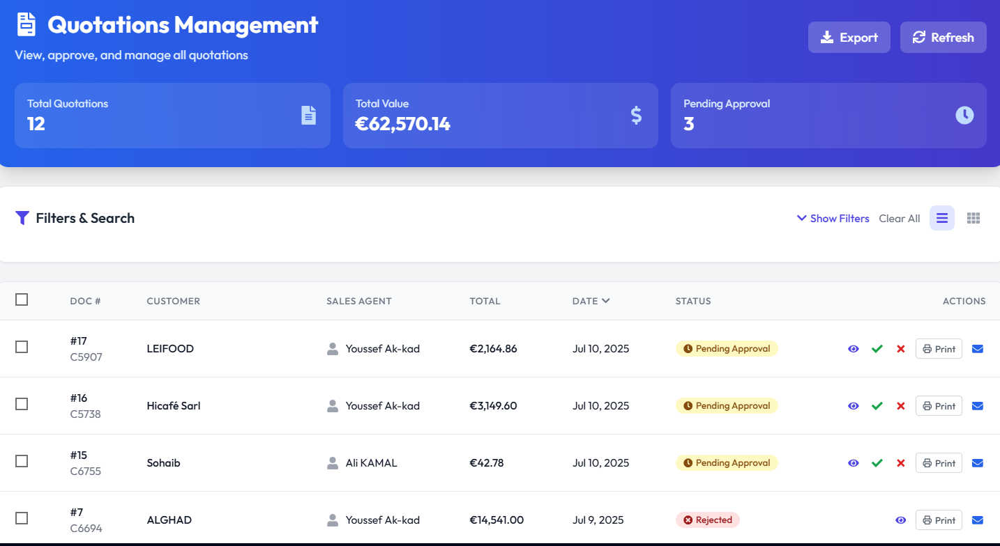 Quotations Management
View, approve, and manage all quotations
Export
Refresh
Total Quotations
12
Total Value
€62,570.14
$
Pending Approval
3
Filters & Search
Show Filters
Clear All
DOC # CUSTOMER SALES AGENT TOTAL DATE STATUS ACTIONS
#17
C5907
LEIFOOD Youssef Ak-kad €2,164.86 Jul 10, 2025 Pending Approval Print
#16
C5738
Hicafé Sarl Youssef Ak-kad €3,149.60 Jul 10, 2025 Pending Approval Print
#15
C6755
Sohaib Ali KAMAL €42.78 Jul 10, 2025 Pending Approval Print
#7
C6694
ALGHAD Youssef Ak-kad €14,541.00 Jul 9, 2025 Rejected Print